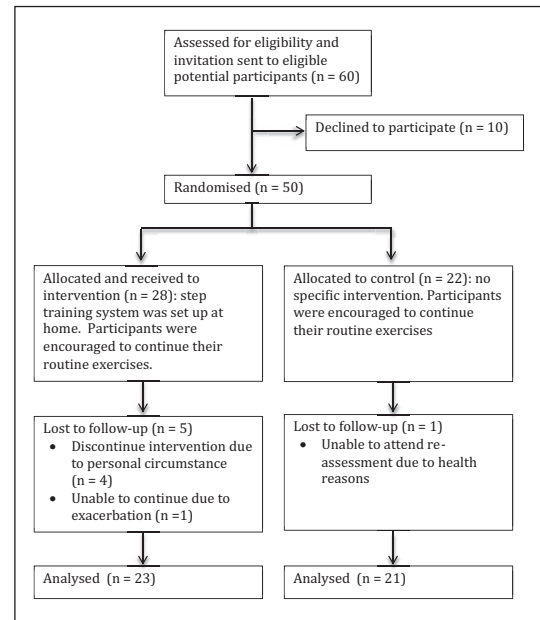 Assessed for eligibility and
invitation sent to eligible
potential participants (n = 60)
Declined to participate (n = 10)
Randomised (n = 50)
Allocated and received to
intervention (n = 28): step
training system was set up at
home. Participants were
encouraged to continue their
routine exercises.
Allocated to control (n = 22): no
specific intervention. Participants
were encouraged to continue
their routine exercises
Lost to follow-up (n = 5)
• Discontinue intervention due
to personal circumstance
(n = 4)
• Unable to continue due to
exacerbation (n =1)
Lost to follow-up (n = 1)
• Unable to attend re-
assessment due to health
reasons
Analysed (n = 23)
Analysed (n = 21)